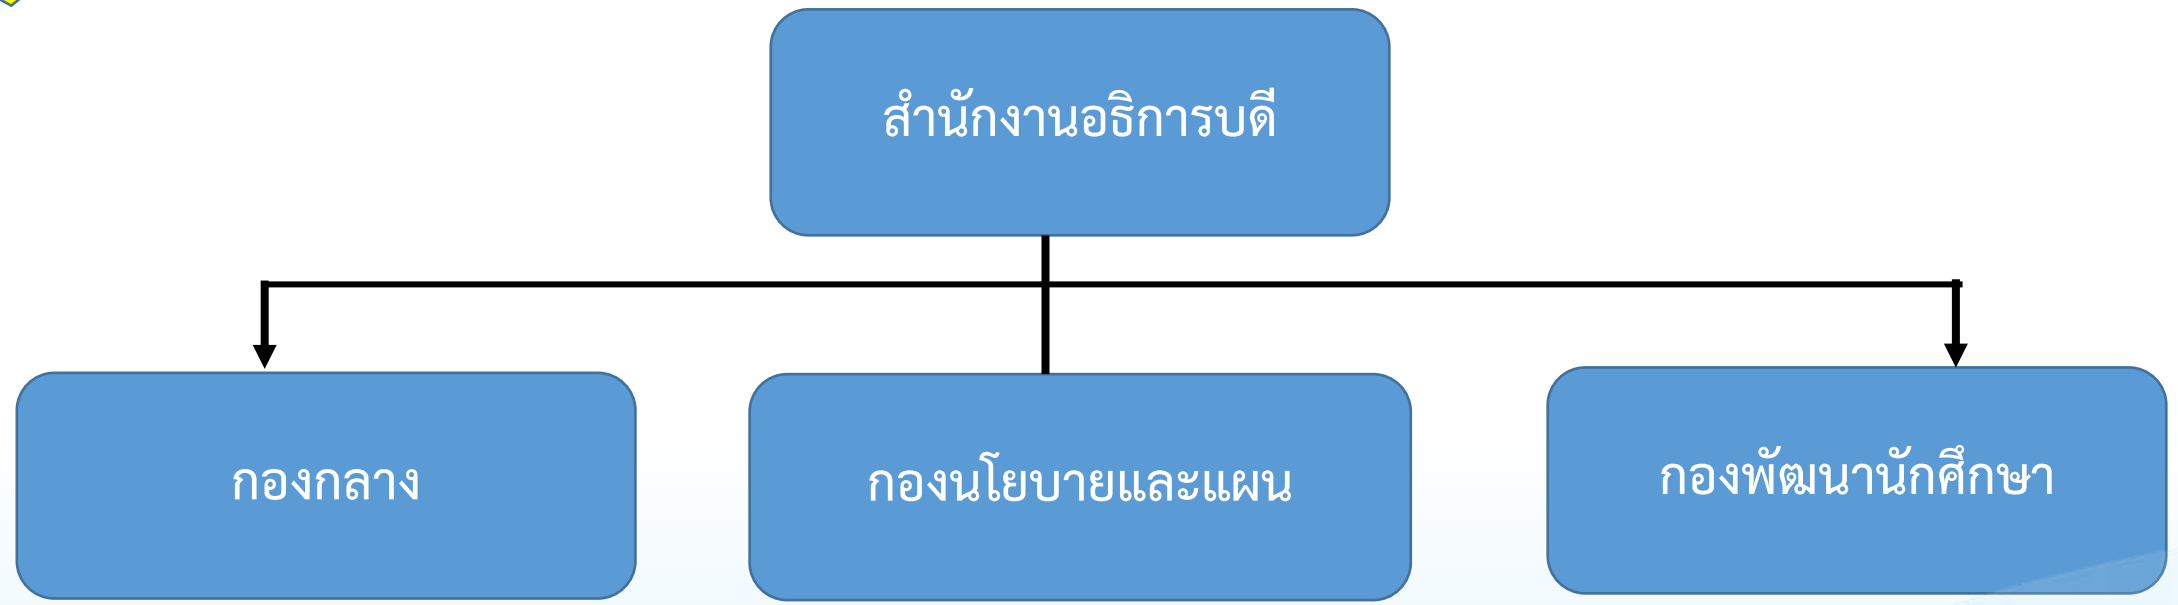 สำนักงานอธิการบดี
กองกลาง
กองนโยบายและแผน
กองพัฒนานักศึกษา